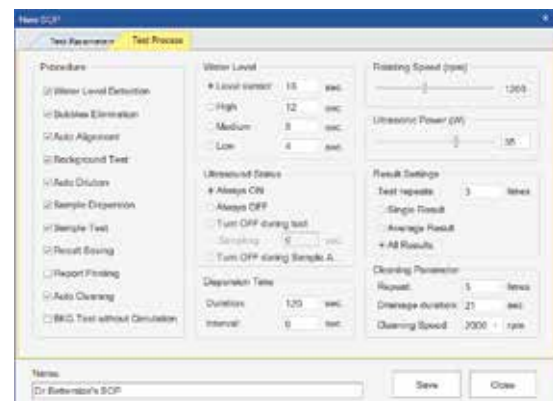 New SOP
Test Parameters
Test Process
Procedure
Water Level Detection
Bubbles Elimination
Auto Alignment
Background Test
Auto Dilution
Sample Dispersion
Sample Test
Result Saving
Report Printing
Auto Cleaning
BKG Test without Circulation
Water Level
Level sensor 15 sec.
High 12 sec.
Medium 8 sec.
Low 4 sec.
Ultrasound Status
Always ON
Always OFF
Turn OFF during test
Sampling 6 sec.
Turn OFF during Sample A
Dispersion Time
Duration: 120 sec.
Interval: 0 sec.
Rotating Speed (rpm)
1200
Ultrasonic Power (W)
35
Result Settings
Test repeats: 3 times
Single Result
Average Result
All Results
Cleaning Parameter
Repeat: 5 times
Drainage duration: 21 sec.
Cleaning Speed: 2000 rpm
Name:
Dr Bettersize's SOP
Save
Close